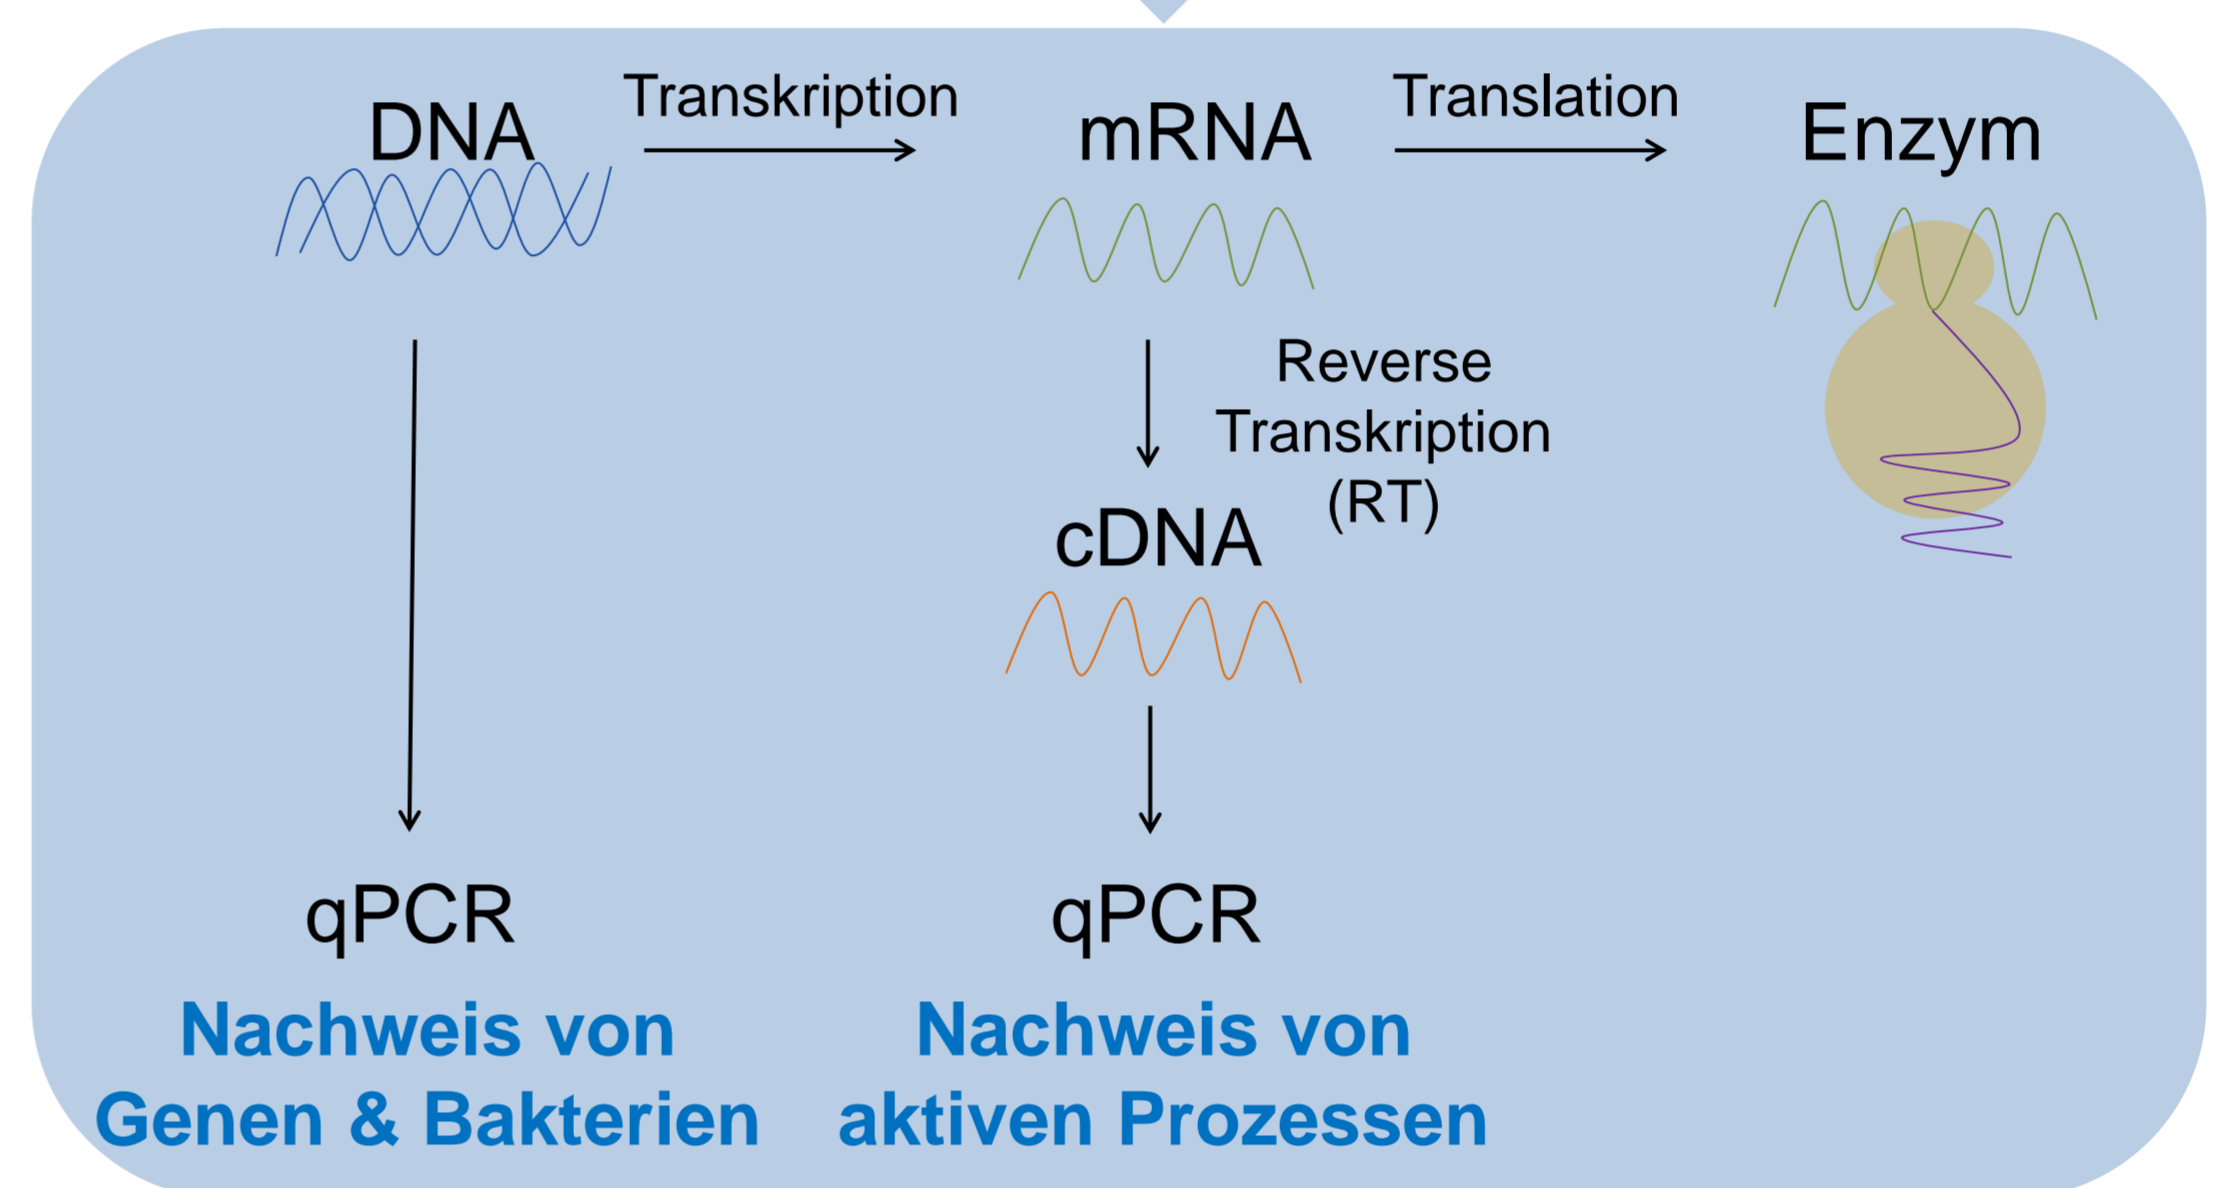 DNA
Transkription
mRNA
Translation
Enzym
Reverse
Transkription
(RT)
cDNA
qPCR
qPCR
Nachweis von
Genen & Bakterien
Nachweis von
aktiven Prozessen